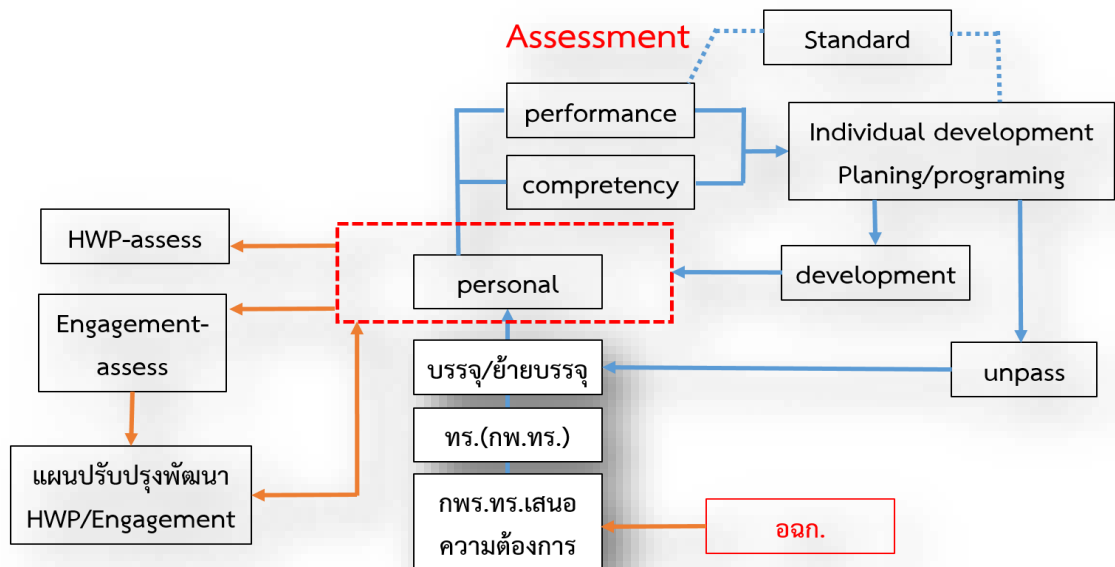 Assessment
Standard
performance
compretency
Individual development
Planing/programing
HWP-assess
personal
development
Engagement-
assess
บรรจุ/ย้ายบรรจุ
unpass
ทร.(กพ.ทร.)
แผนปรับปรุงพัฒนา
HWP/Engagement
กพร.ทร.เสนอ
ความต้องการ
อฉก.